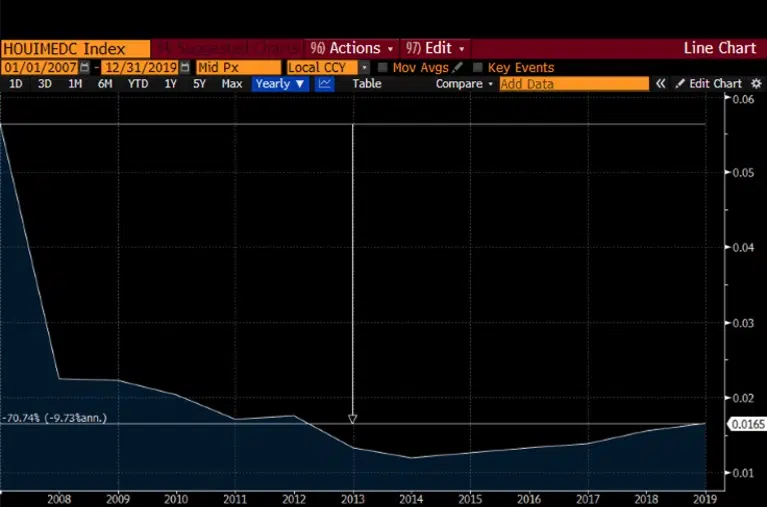 HOUIMEDC Index 94) Suggested Charts 96) Actions 97) Edit Line Chart
01/01/2007 - 12/31/2019 Mid Px Local CCY Mov Avgs Key Events
1D 3D 1M 6M YTD 1Y 5Y Max Yearly ▼ Table Compare Add Data « Edit Chart
0.06
0.05
0.04
0.03
0.02
-70.74% (-9.73%ann.)
0.0165
0.01
2008 2009 2010 2011 2012 2013 2014 2015 2016 2017 2018 2019